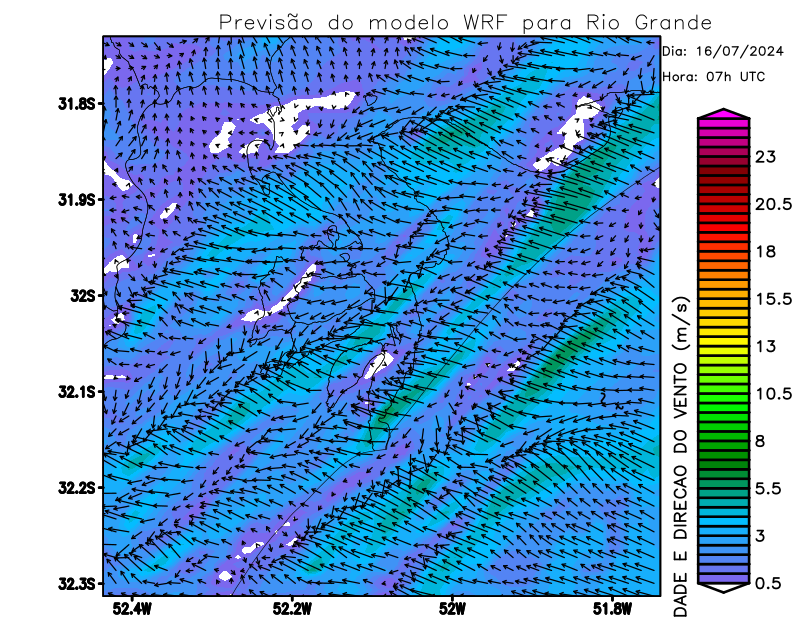 Previsão do modelo WRF para Rio Grande
Dia: 16/07/2024
Hora: 07h UTC
31.8S
31.9S
32S
32.1S
32.2S
32.3S
52.4W
52.2W
52W
51.8W
23
20.5
18
15.5
13
10.5
8
5.5
3
0.5
DADE E DIRECAO DO VENTO (m/s)